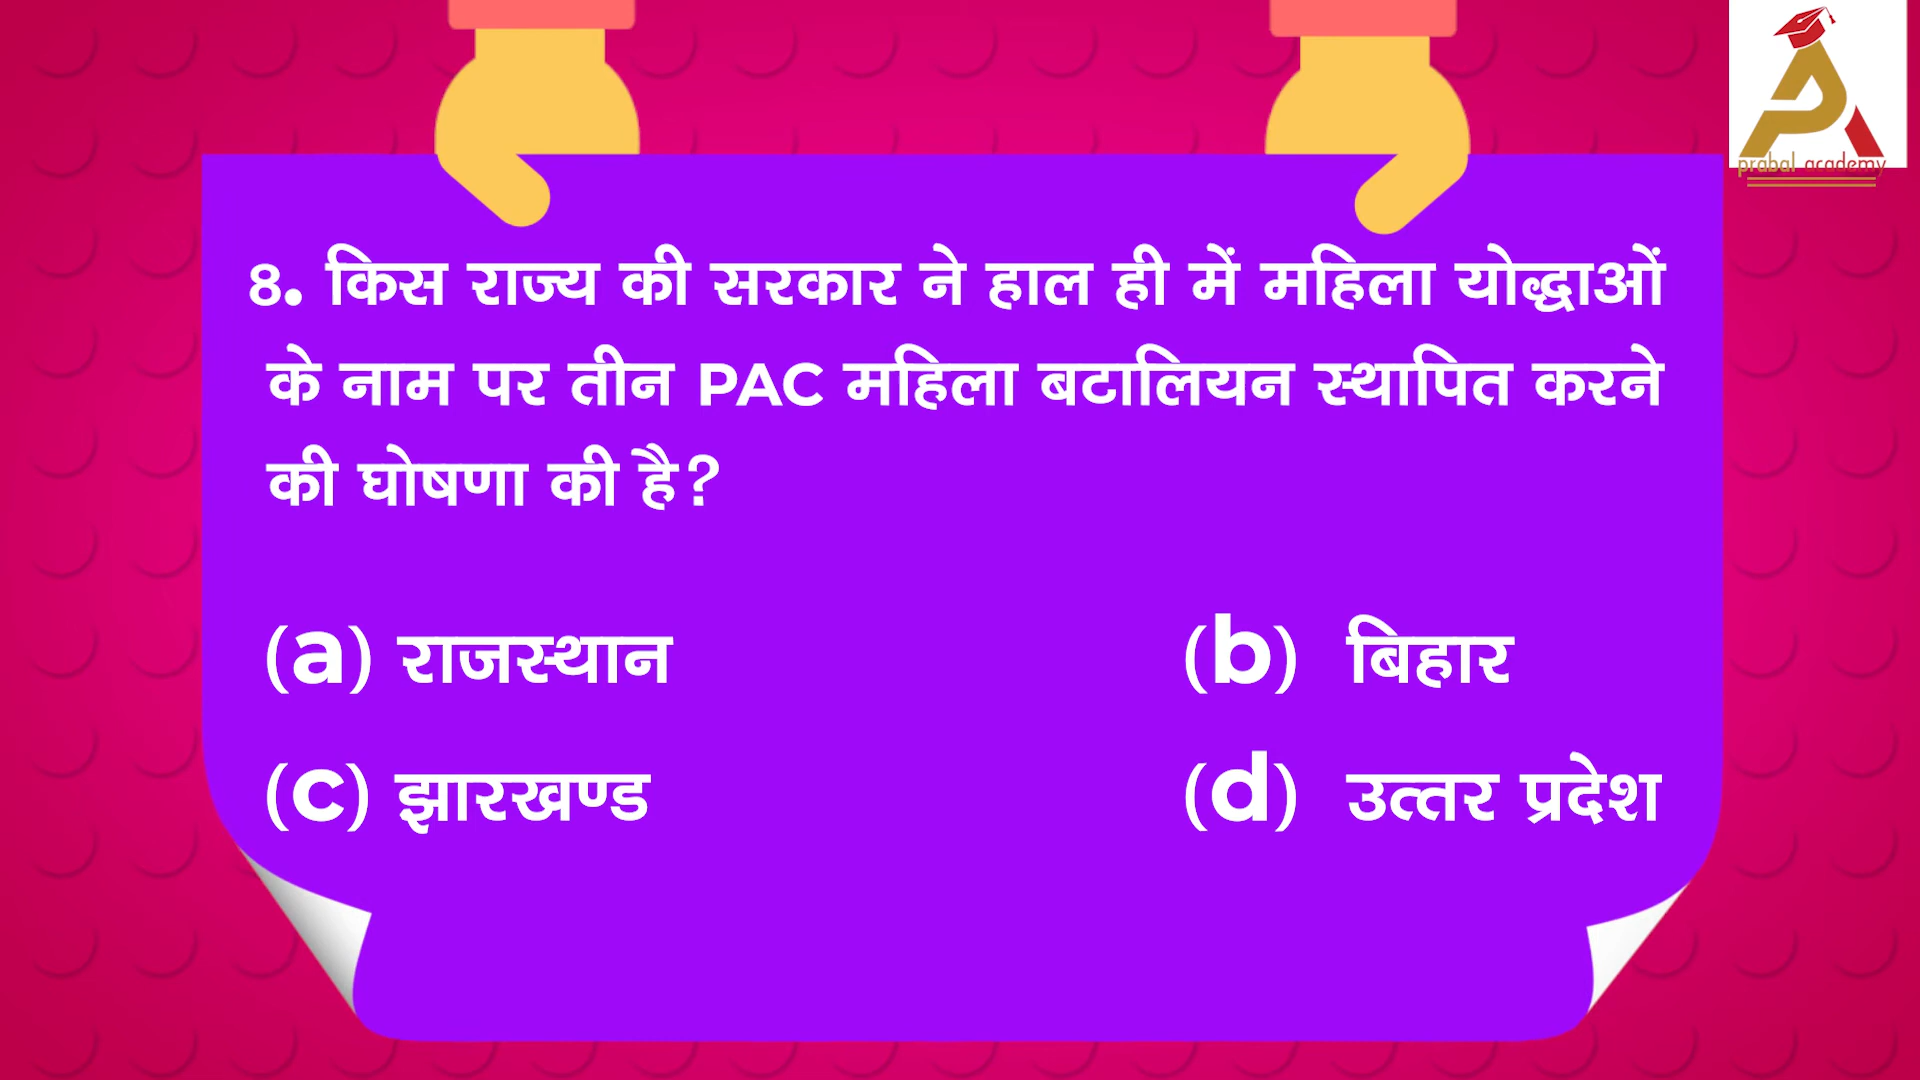 prabal academy
8. किस राज्य की सरकार ने हाल ही में महिला योद्धाओं
के नाम पर तीन PAC महिला बटालियन स्थापित करने
की घोषणा की है?
(a) राजस्थान (b) बिहार
(c) झारखण्ड (d) उत्तर प्रदेश